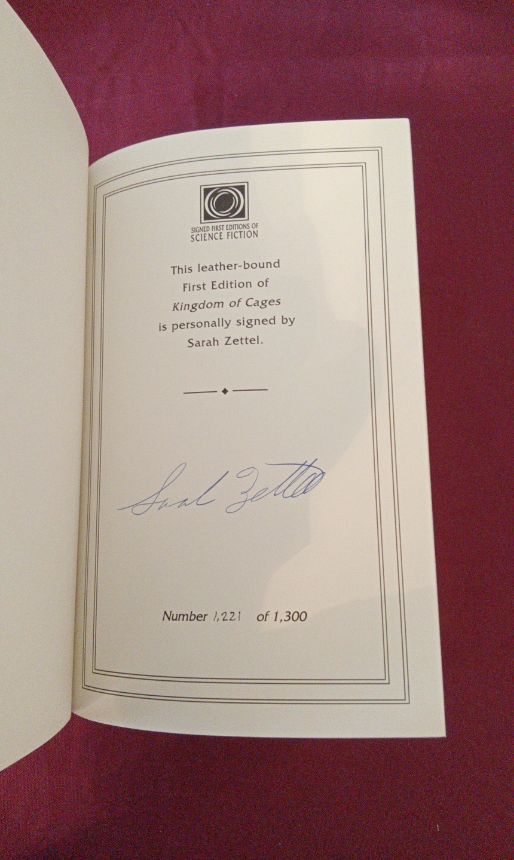 SIGNED FIRST EDITIONS OF
SCIENCE FICTION
This leather-bound
First Edition of
Kingdom of Cages
is personally signed by
Sarah Zettel.
Sarah Zettel
Number 1,221 of 1,300